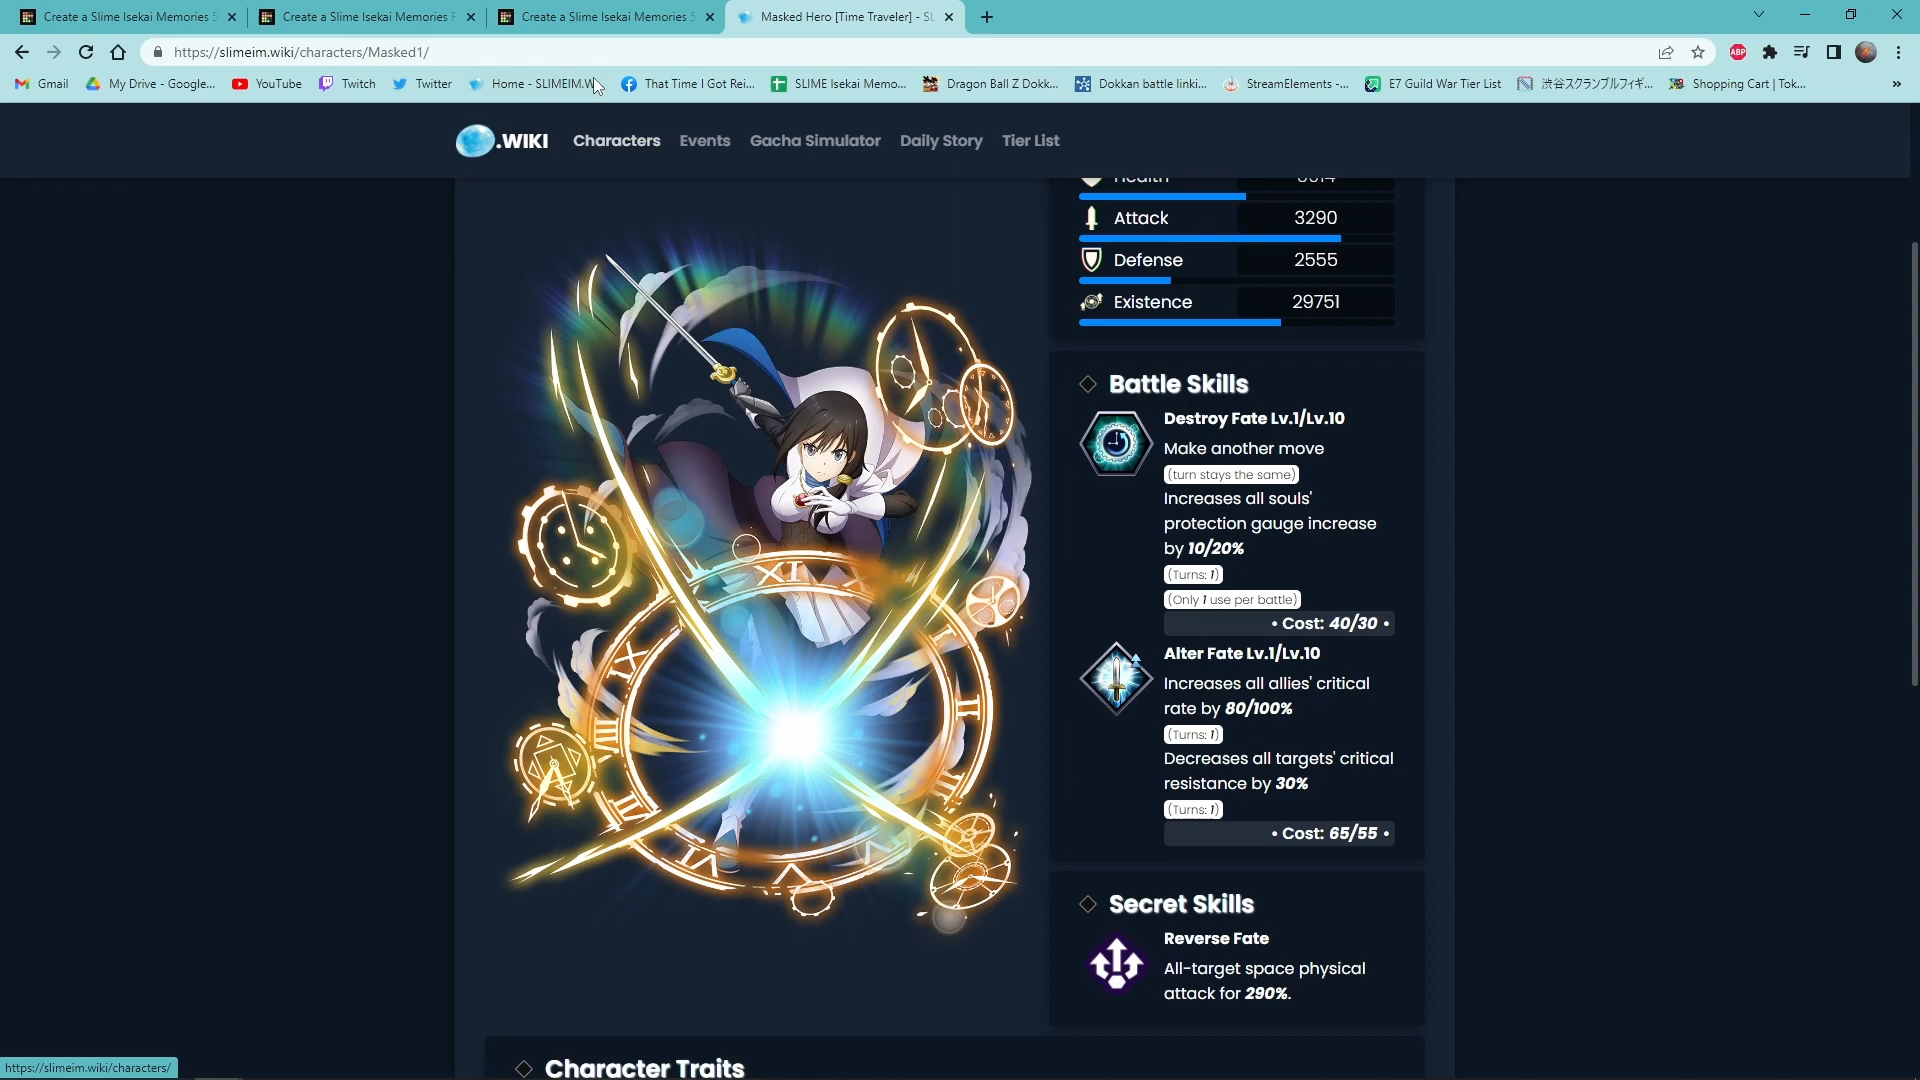 Create a Slime Isekai Memories 5
Create a Slime Isekai Memories F
Create a Slime Isekai Memories 5
Masked Hero [Time Traveler] - SL
https://slimeim.wiki/characters/Masked1/
ABP
Gmail
My Drive - Google...
YouTube
Twitch
Twitter
Home - SLIMEIM.W
That Time I Got Rei...
SLIME Isekai Memo...
Dragon Ball Z Dokk...
Dokkan battle linki...
StreamElements -...
E7 Guild War Tier List
渋谷スクランブルフィギ...
Shopping Cart | Tok...
»
.WIKI
Characters
Events
Gacha Simulator
Daily Story
Tier List
Health
Attack 3290
Defense 2555
Existence 29751
Battle Skills
Destroy Fate Lv.1/Lv.10
Make another move
(turn stays the same)
Increases all souls'
protection gauge increase
by 10/20%
(Turns: 1)
(Only 1 use per battle)
• Cost: 40/30 •
Alter Fate Lv.1/Lv.10
Increases all allies' critical
rate by 80/100%
(Turns: 1)
Decreases all targets' critical
resistance by 30%
(Turns: 1)
• Cost: 65/55 •
Secret Skills
Reverse Fate
All-target space physical
attack for 290%.
Character Traits
https://slimeim.wiki/characters/